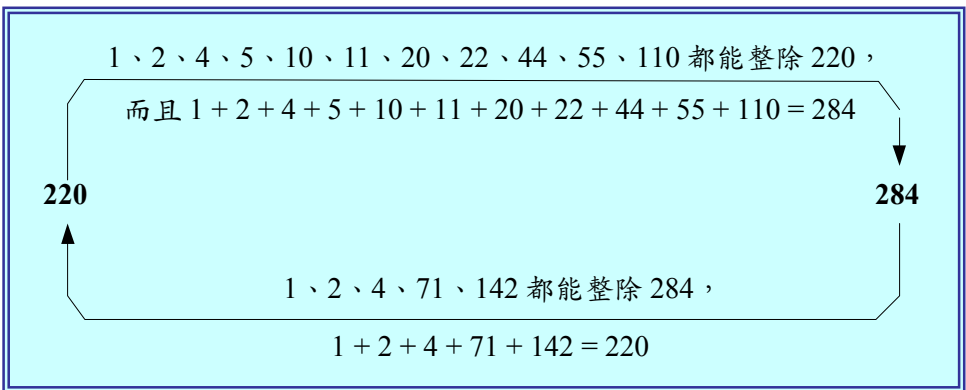 1、2、4、5、10、11、20、22、44、55、110 都能整除 220，
而且 1 + 2 + 4 + 5 + 10 + 11 + 20 + 22 + 44 + 55 + 110 = 284
220
284
1、2、4、71、142 都能整除 284，
1 + 2 + 4 + 71 + 142 = 220